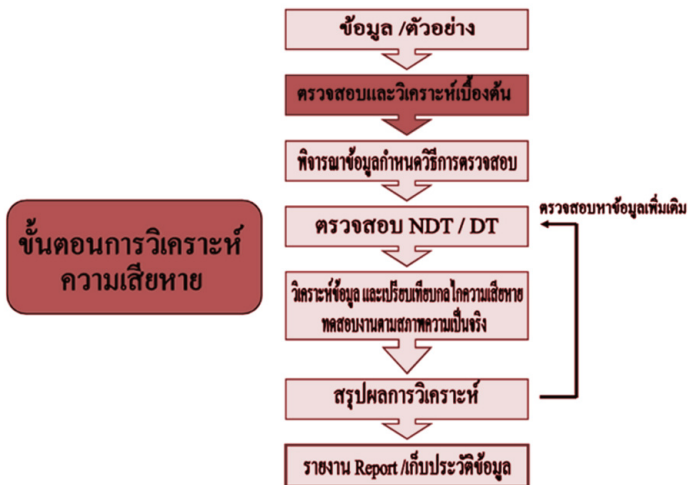 ข้อมูล /ตัวอย่าง
ตรวจสอบและวิเคราะห์เบื้องต้น
พิจารณาข้อมูลกำหนดวิธีการตรวจสอบ
ขั้นตอนการวิเคราะห์
ความเสียหาย
ตรวจสอบ NDT / DT
ตรวจสอบหาข้อมูลเพิ่มเติม
วิเคราะห์ข้อมูล และเปรียบเทียบกลไกความเสียหาย
ทดสอบงานตามสภาพความเป็นจริง
สรุปผลการวิเคราะห์
รายงาน Report /เก็บประวัติข้อมูล